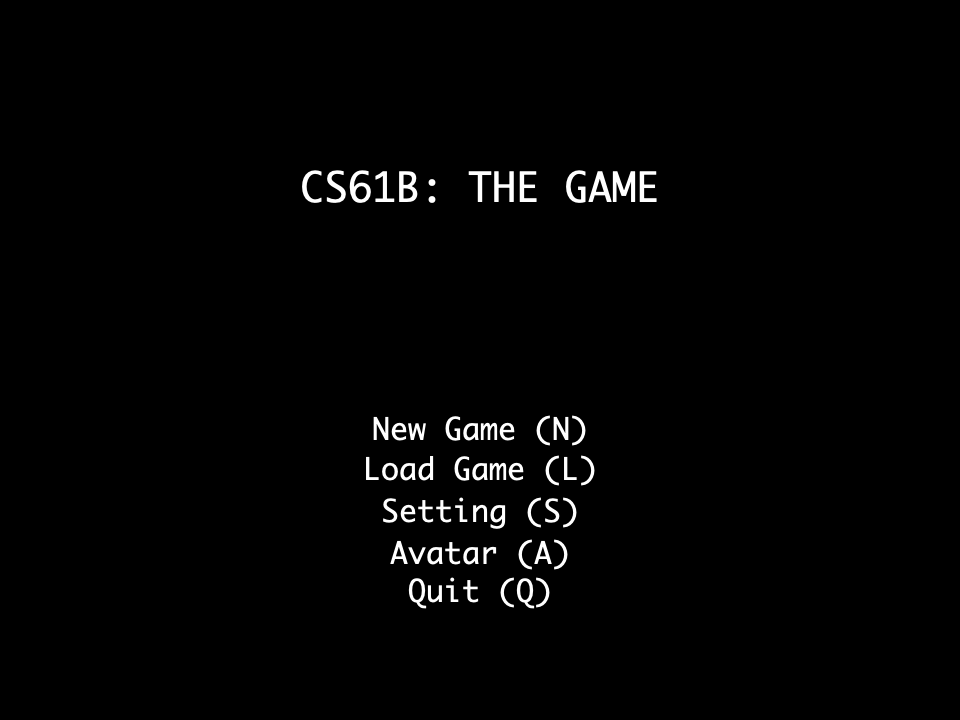 CS61B: THE GAME
New Game (N)
Load Game (L)
Setting (S)
Avatar (A)
Quit (Q)